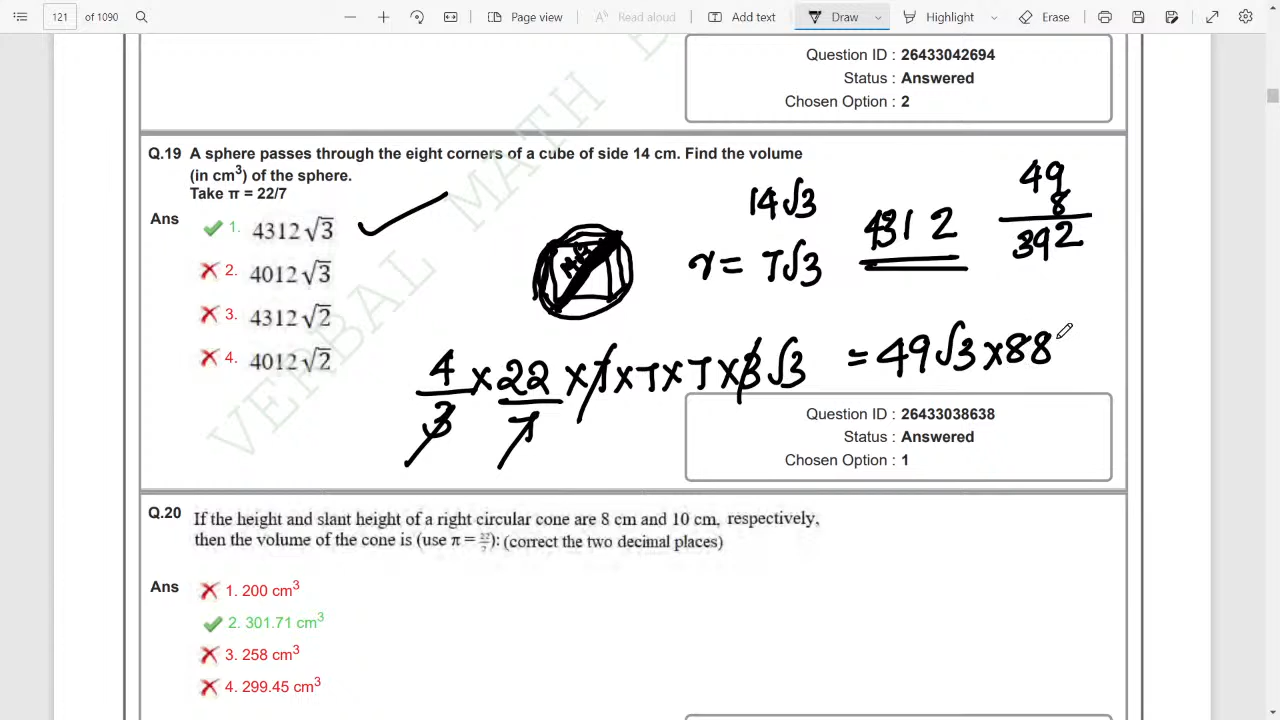 121 of 1090 Page view Read aloud Add text Draw Highlight Erase
Question ID : 26433042694
Status : Answered
Chosen Option : 2
Q.19 A sphere passes through the eight corners of a cube of side 14 cm. Find the volume
(in cm³) of the sphere.
Take π = 22/7
Ans
1. 4312√3
2. 4012√3
3. 4312√2
4. 4012√2
14√3
r = 7√3
4312
49
8
392
4/3 × 22/7 × 7 × 7 × 7 × 3√3 = 49√3 × 88
Question ID : 26433038638
Status : Answered
Chosen Option : 1
Q.20 If the height and slant height of a right circular cone are 8 cm and 10 cm, respectively,
then the volume of the cone is (use π = 22/7): (correct the two decimal places)
Ans
1. 200 cm³
2. 301.71 cm³
3. 258 cm³
4. 299.45 cm³
VERBAL MATH